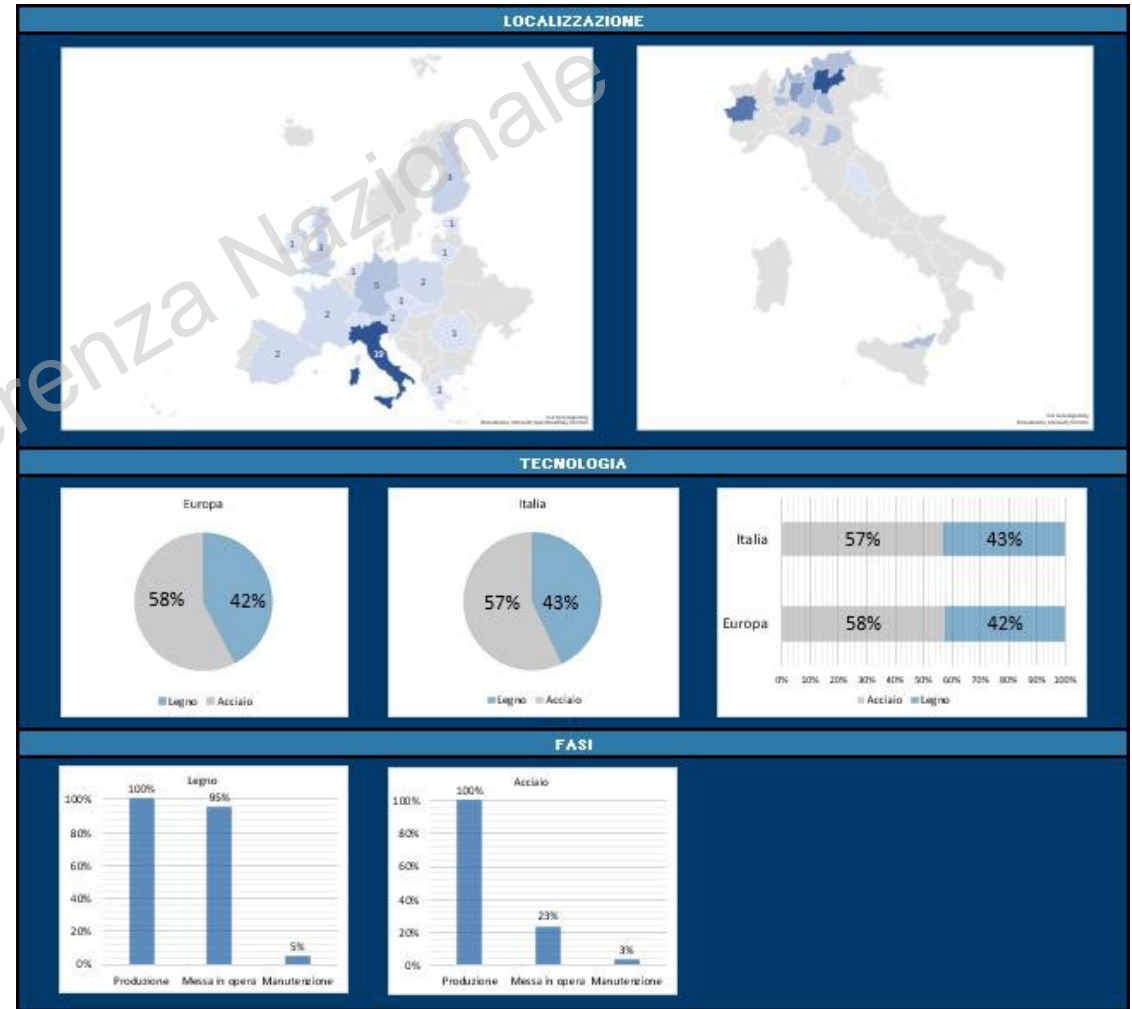 LOCALIZZAZIONE
renza Nazionale
3
1
1
3
1
1
5
2
1
2
2
1
2
19
1
TECNOLOGIA
Europa
58% 42%
Legno Acciaio
Italia
57% 43%
Legno Acciaio
Italia 57% 43%
Europa 58% 42%
0% 10% 20% 30% 40% 50% 60% 70% 80% 90% 100%
Acciaio Legno
FASI
Legno
100%
95%
5%
100%
80%
60%
40%
20%
0%
Produzione Messa in opera Manutenzione
Acciaio
100%
23%
3%
100%
80%
60%
40%
20%
0%
Produzione Messa in opera Manutenzione